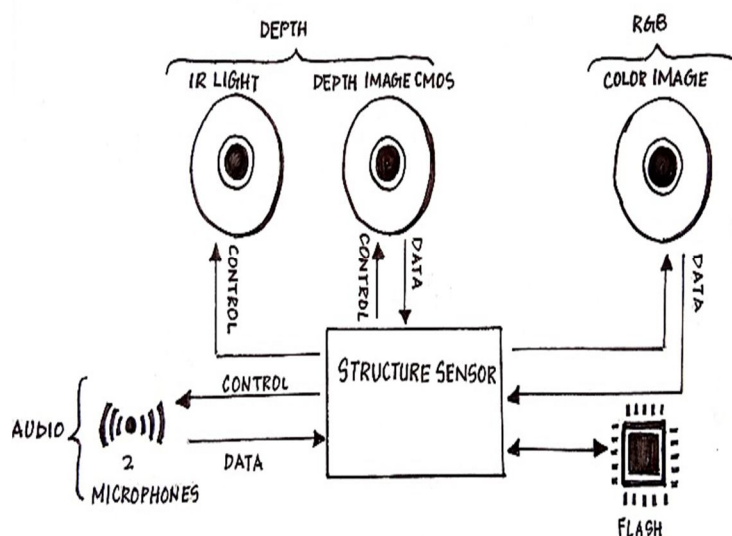 DEPTH
RGB
IR LIGHT
DEPTH IMAGE CMOS
COLOR IMAGE
CONTROL
CONTROL
DATA
DATA
STRUCTURE SENSOR
CONTROL
AUDIO
DATA
2
MICROPHONES
FLASH